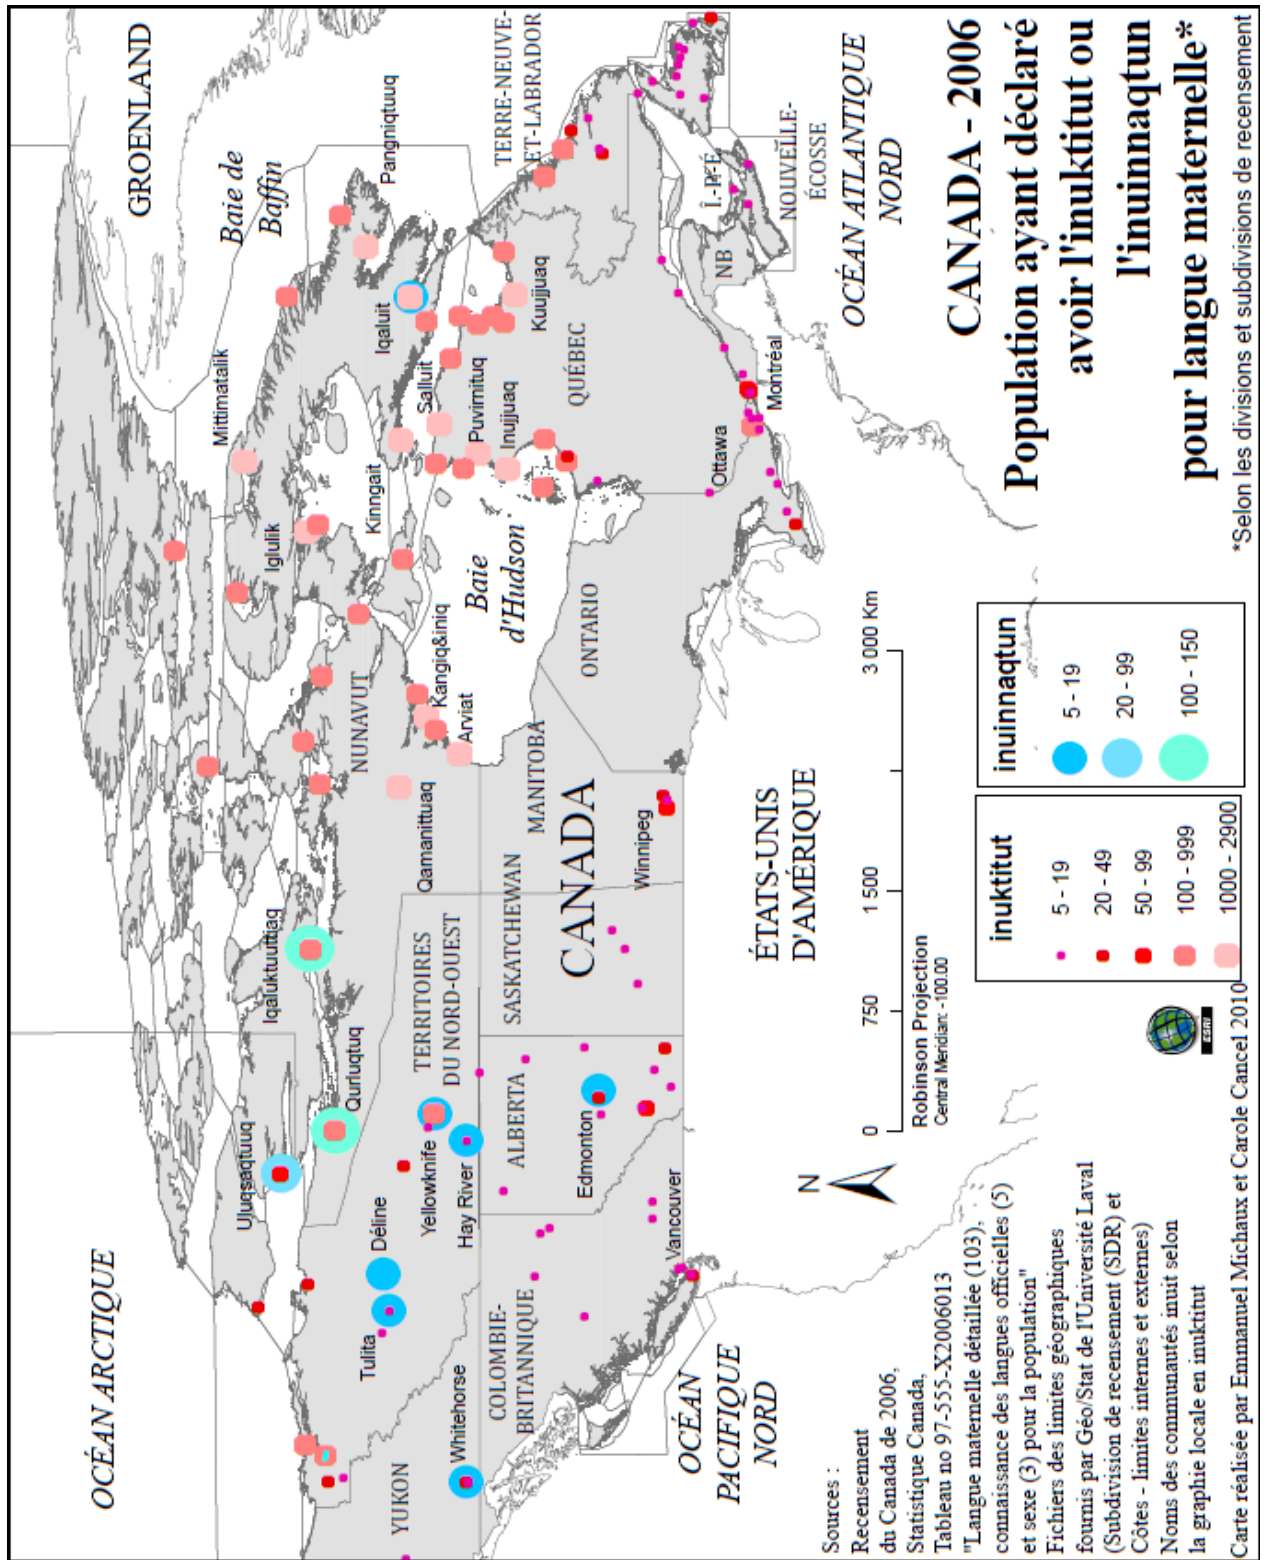 CANADA - 2006
Population ayant déclaré
avoir l'inuktitut ou
l'inuinnaqtun
pour langue maternelle*
*Selon les divisions et subdivisions de recensement
OCÉAN ARCTIQUE
GROENLAND
Baie de
Baffin
Pangniqtuuq
Mittimatalik
Iglulik
Iqaluit
Kinngait
Salluit
Puvirnituq
Inujjuaq
Kuujjuaq
TERRE-NEUVE-
ET-LABRADOR
QUÉBEC
Î.-P.-É.
NB
NOUVELLE-
ÉCOSSE
OCÉAN ATLANTIQUE
NORD
Montréal
Ottawa
Baie
d'Hudson
ONTARIO
Kangiq&iniq
Arviat
NUNAVUT
Qamanittuaq
MANITOBA
Winnipeg
CANADA
SASKATCHEWAN
Iqaluktuuttiaq
Qurluqtuq
Uluqsaqtuuq
TERRITOIRES
DU NORD-OUEST
Déline
Yellowknife
Hay River
Tulita
ALBERTA
Edmonton
COLOMBIE-
BRITANNIQUE
Vancouver
Whitehorse
YUKON
OCÉAN
PACIFIQUE
NORD
ÉTATS-UNIS
D'AMÉRIQUE
N
0 750 1 500 3 000 Km
Robinson Projection
Central Meridian: -100.00
inuktitut
5 - 19
20 - 49
50 - 99
100 - 999
1000 - 2900
inuinnaqtun
5 - 19
20 - 99
100 - 150
ESRI
Sources :
Recensement
du Canada de 2006,
Statistique Canada,
Tableau no 97-555-X2006013
"Langue maternelle détaillée (103),
connaissance des langues officielles (5)
et sexe (3) pour la population"
Fichiers des limites géographiques
fournis par Géo/Stat de l'Université Laval
(Subdivision de recensement (SDR) et
Côtes - limites internes et externes)
Noms des communautés inuit selon
la graphie locale en inuktitut
Carte réalisée par Emmanuel Michaux et Carole Cancel 2010